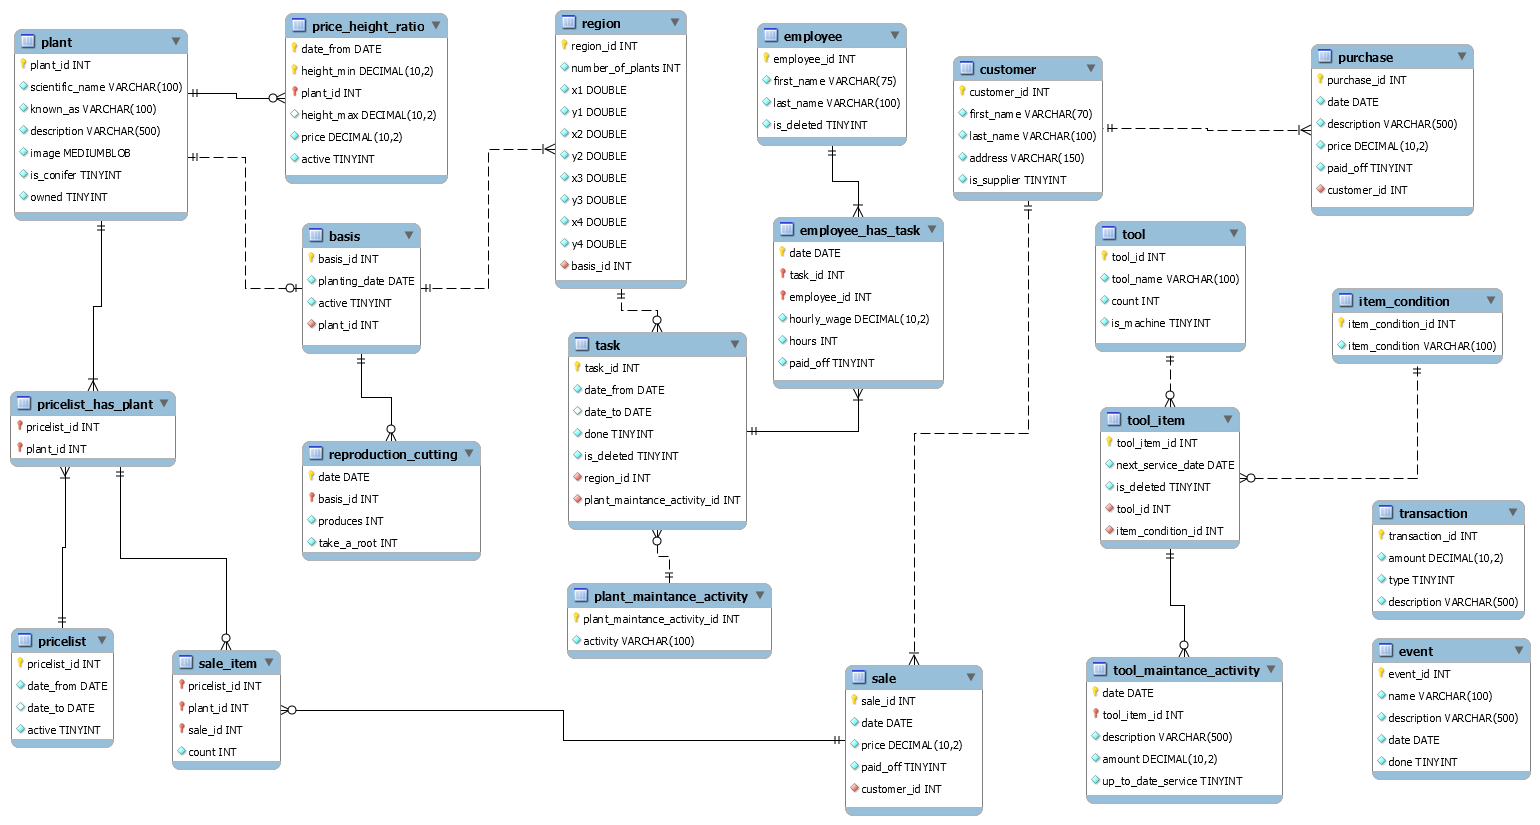 plant
plant_id INT
scientific_name VARCHAR(100)
known_as VARCHAR(100)
description VARCHAR(500)
image MEDIUMBLOB
is_conifer TINYINT
owned TINYINT
price_height_ratio
date_from DATE
height_min DECIMAL(10,2)
plant_id INT
height_max DECIMAL(10,2)
price DECIMAL(10,2)
active TINYINT
region
region_id INT
number_of_plants INT
x1 DOUBLE
y1 DOUBLE
x2 DOUBLE
y2 DOUBLE
x3 DOUBLE
y3 DOUBLE
x4 DOUBLE
y4 DOUBLE
basis_id INT
employee
employee_id INT
first_name VARCHAR(75)
last_name VARCHAR(100)
is_deleted TINYINT
customer
customer_id INT
first_name VARCHAR(70)
last_name VARCHAR(100)
address VARCHAR(150)
is_supplier TINYINT
purchase
purchase_id INT
date DATE
description VARCHAR(500)
price DECIMAL(10,2)
paid_off TINYINT
customer_id INT
basis
basis_id INT
planting_date DATE
active TINYINT
plant_id INT
employee_has_task
date DATE
task_id INT
employee_id INT
hourly_wage DECIMAL(10,2)
hours INT
paid_off TINYINT
tool
tool_id INT
tool_name VARCHAR(100)
count INT
is_machine TINYINT
item_condition
item_condition_id INT
item_condition VARCHAR(100)
task
task_id INT
date_from DATE
date_to DATE
done TINYINT
is_deleted TINYINT
region_id INT
plant_maintance_activity_id INT
pricelist_has_plant
pricelist_id INT
plant_id INT
reproduction_cutting
date DATE
basis_id INT
produces INT
take_a_root INT
tool_item
tool_item_id INT
next_service_date DATE
is_deleted TINYINT
tool_id INT
item_condition_id INT
transaction
transaction_id INT
amount DECIMAL(10,2)
type TINYINT
description VARCHAR(500)
plant_maintance_activity
plant_maintance_activity_id INT
activity VARCHAR(100)
pricelist
pricelist_id INT
date_from DATE
date_to DATE
active TINYINT
sale_item
pricelist_id INT
plant_id INT
sale_id INT
count INT
sale
sale_id INT
date DATE
price DECIMAL(10,2)
paid_off TINYINT
customer_id INT
tool_maintance_activity
date DATE
tool_item_id INT
description VARCHAR(500)
amount DECIMAL(10,2)
up_to_date_service TINYINT
event
event_id INT
name VARCHAR(100)
description VARCHAR(500)
date DATE
done TINYINT